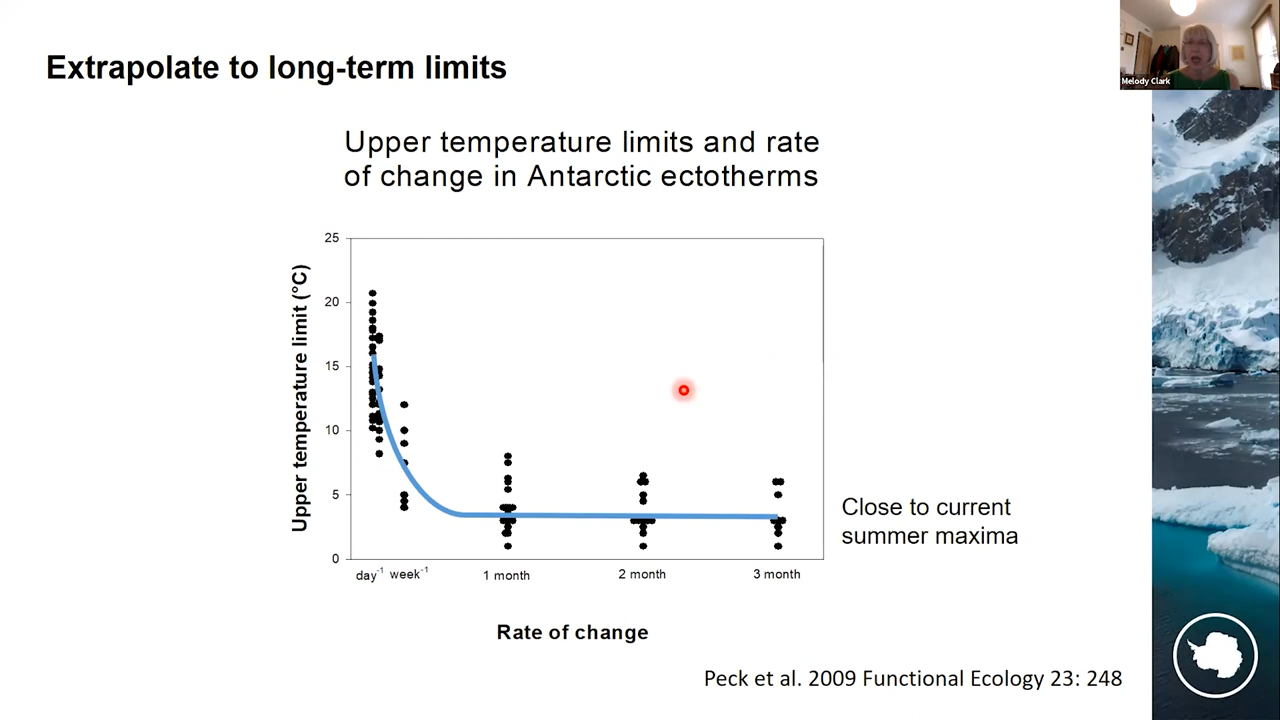 Extrapolate to long-term limits
Melody Clark
Upper temperature limits and rate
of change in Antarctic ectotherms
Upper temperature limit (°C)
25
20
15
10
5
0
day⁻¹ week⁻¹ 1 month 2 month 3 month
Rate of change
Close to current
summer maxima
Peck et al. 2009 Functional Ecology 23: 248